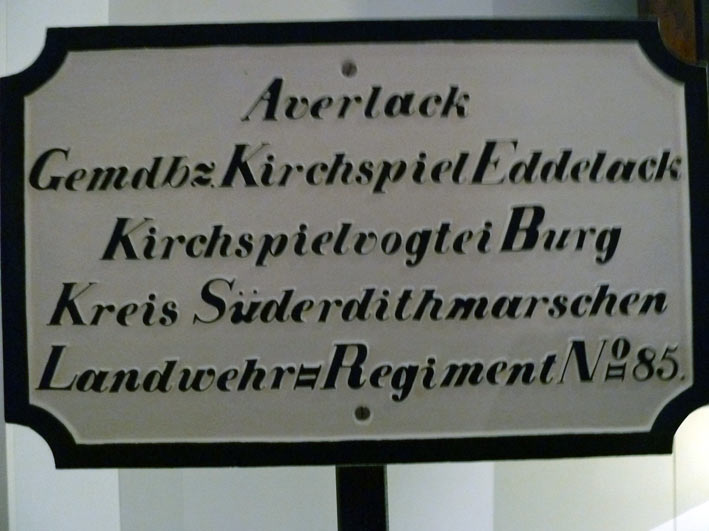 Averlack
Gemdbz. Kirchspiel Eddelack
Kirchspielvogtei Burg
Kreis Süderdithmarschen
Landwehr=Regiment Nº 85.